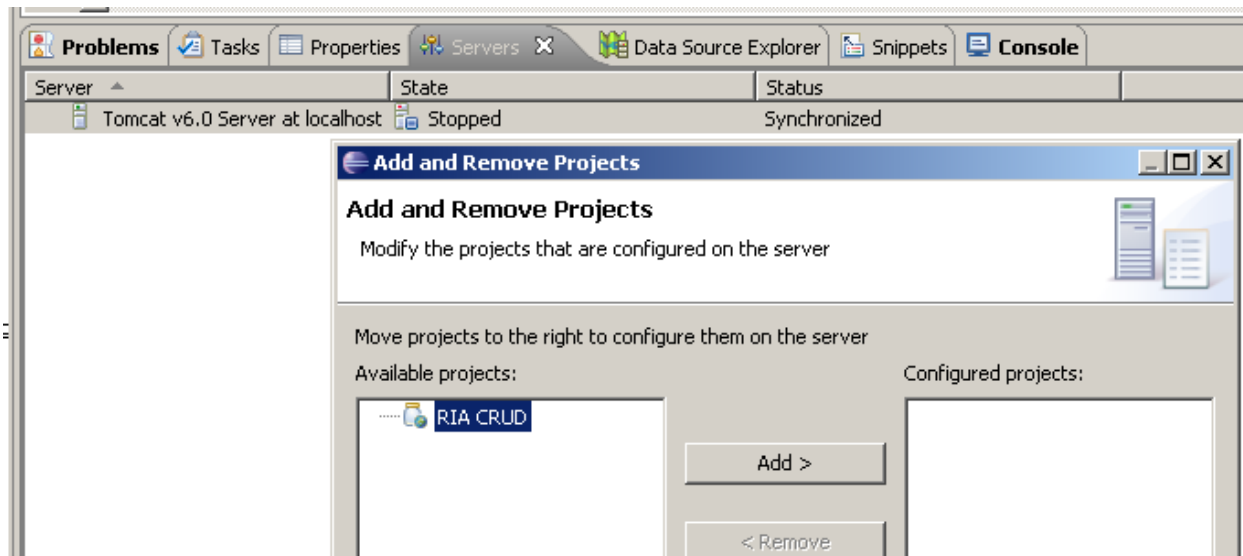 Problems Tasks Properties Servers Data Source Explorer Snippets Console
Server State Status
Tomcat v6.0 Server at localhost Stopped Synchronized
Add and Remove Projects
Add and Remove Projects
Modify the projects that are configured on the server
Move projects to the right to configure them on the server
Available projects: Configured projects:
RIA CRUD
Add >
< Remove